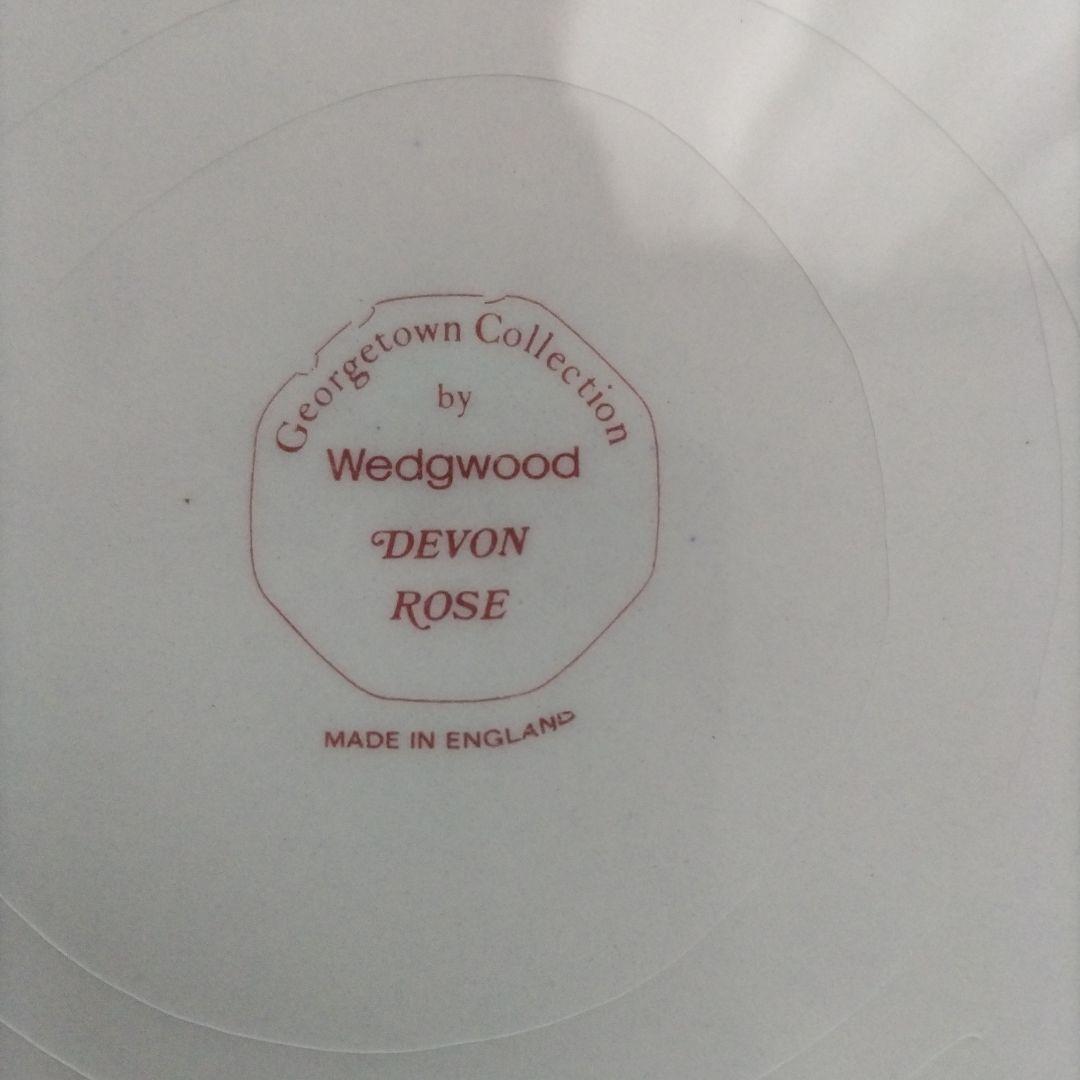 Georgetown Collection
by
Wedgwood
DEVON
ROSE
MADE IN ENGLAND